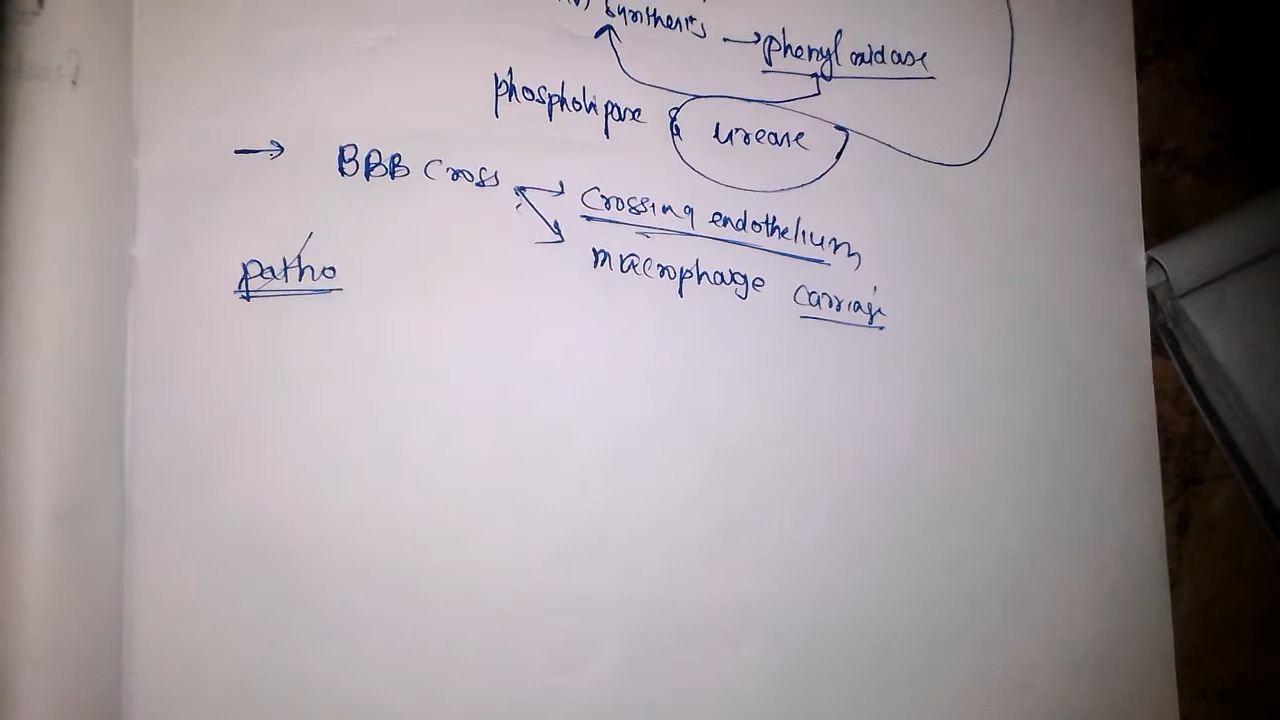 synthesis → phenyl oxidase
phospholipase & urease
→ BBB Cross → Crossing endothelium
macrophage carriage
patho